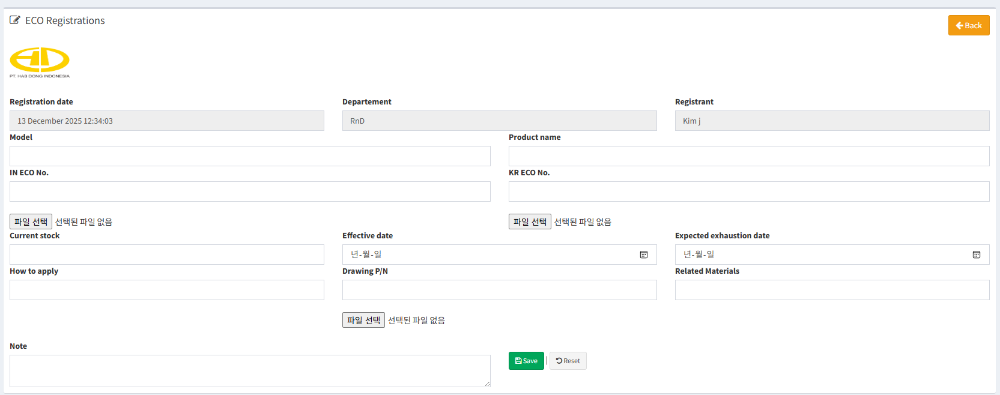 ECO Registrations
Back
PT. HAB DONG INDONESIA
Registration date Departement Registrant
13 December 2025 12:34:03 RnD Kim j
Model Product name
IN ECO No. KR ECO No.
파일 선택 선택된 파일 없음 파일 선택 선택된 파일 없음
Current stock Effective date Expected exhaustion date
년-월-일 년-월-일
How to apply Drawing P/N Related Materials
파일 선택 선택된 파일 없음
Note
Save | Reset